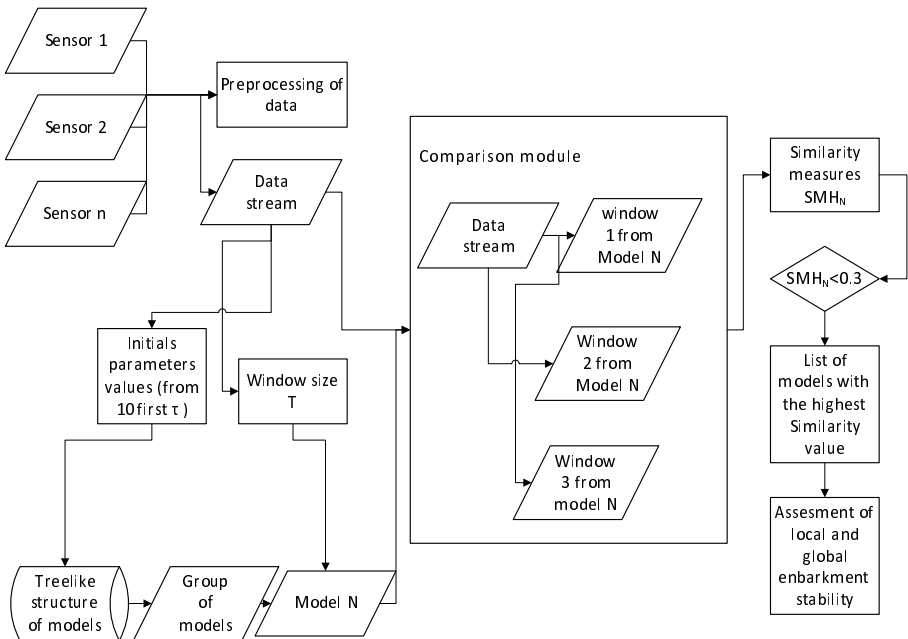 Sensor 1
Preprocessing of
data
Sensor 2
Sensor n
Data
stream
Initials
parameters
values (from
10 first τ )
Window size
T
Treelike
structure
of models
Group
of
models
Model N
Comparison module
Data
stream
window
1 from
Model N
Window
2 from
Model N
Window
3 from
model N
Similarity
measures
SMHN
SMHN<0.3
List of
models with
the highest
Similarity
value
Assesment of
local and
global
enbarkment
stability